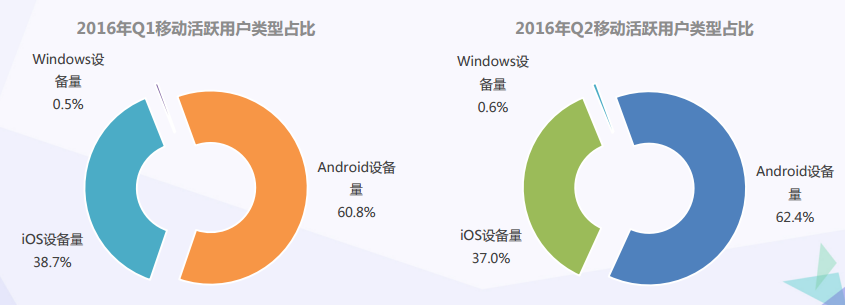 2016年Q1移动活跃用户类型占比
Windows设
备量
0.5%
Android设备
量
60.8%
iOS设备量
38.7%
2016年Q2移动活跃用户类型占比
Windows设
备量
0.6%
Android设备
量
62.4%
iOS设备量
37.0%